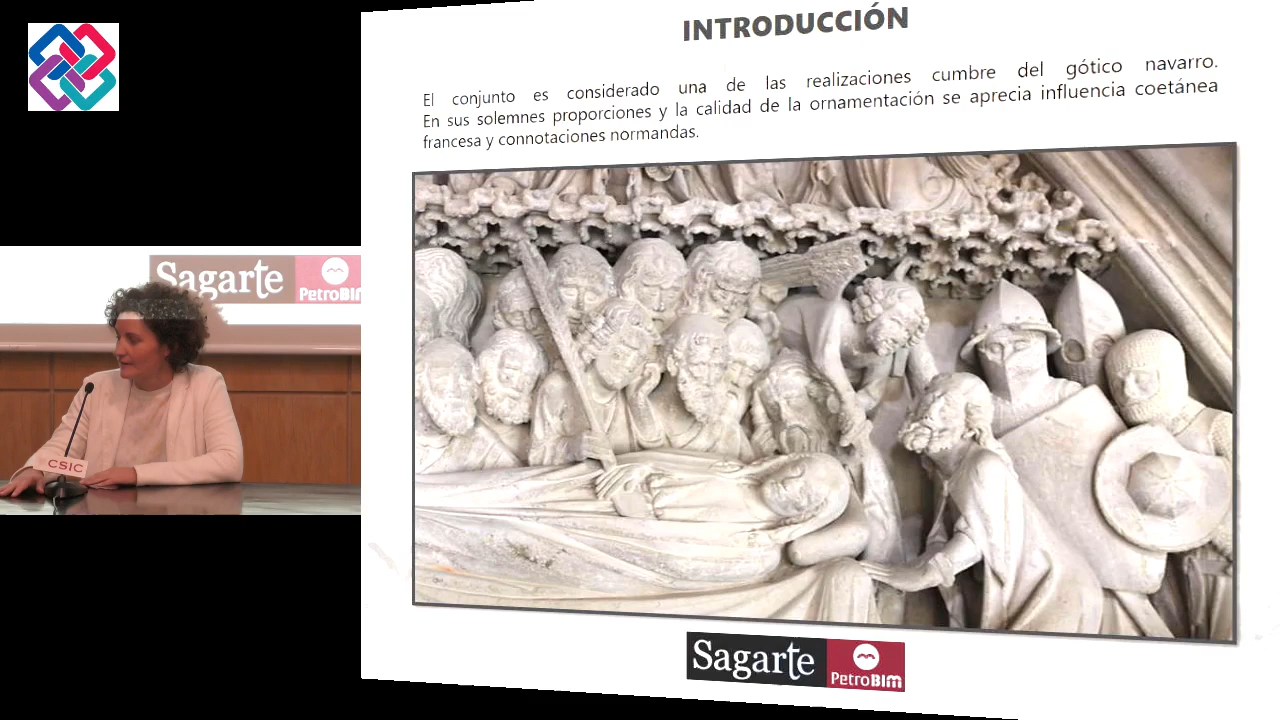 INTRODUCCIÓN
El conjunto es considerado una de las realizaciones cumbre del gótico navarro.
En sus solemnes proporciones y la calidad de la ornamentación se aprecia influencia coetánea
francesa y connotaciones normandas.
Sagarte
PetroBIM
CSIC
Sagarte
PetroBIM